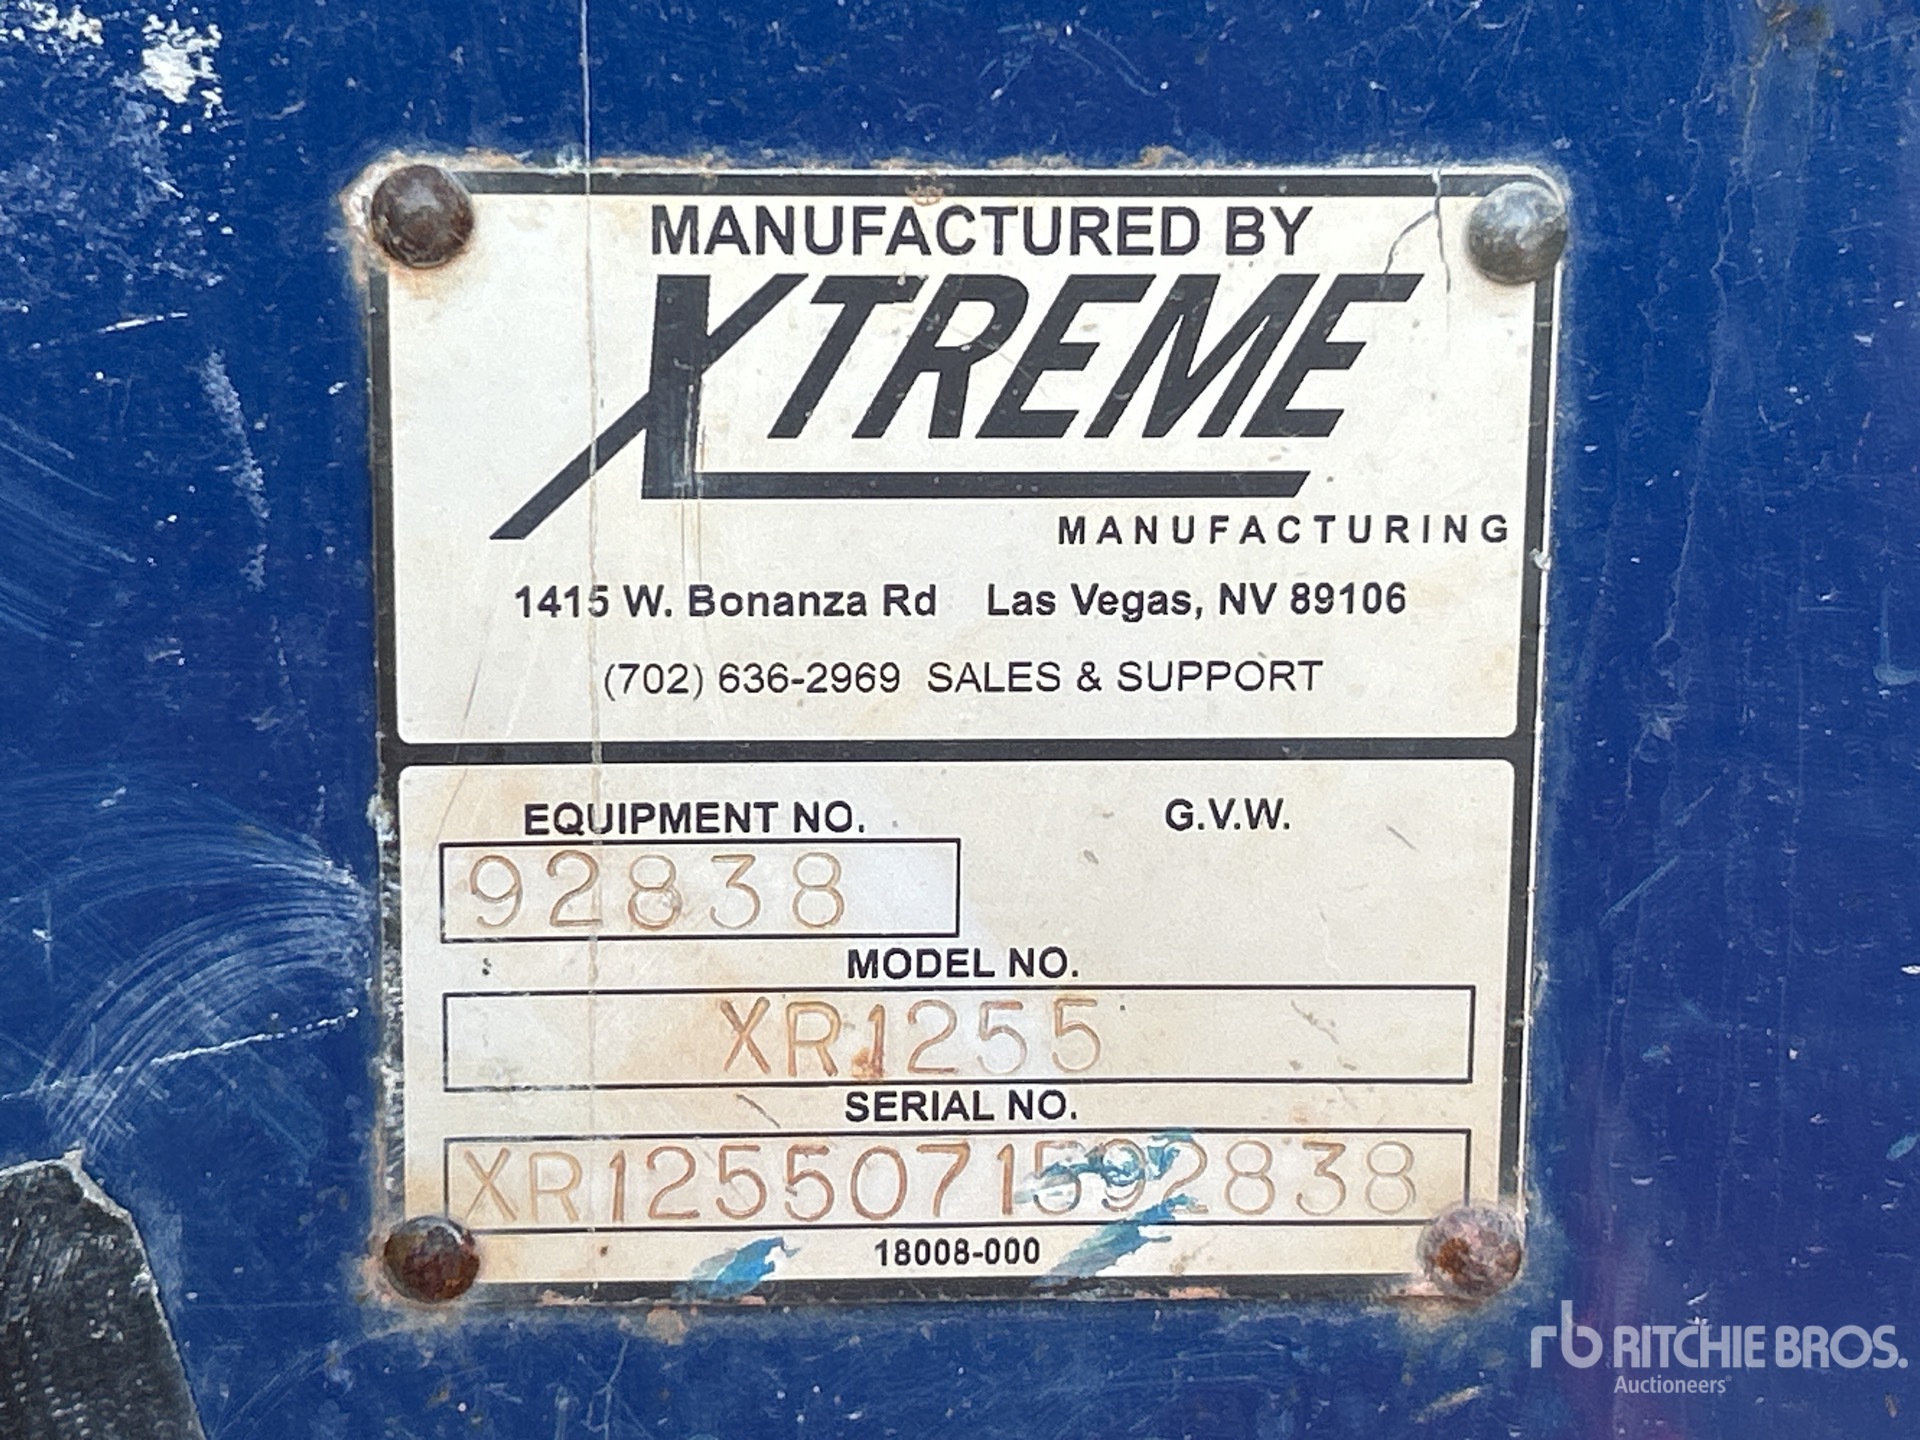 MANUFACTURED BY
XTREME
MANUFACTURING
1415 W. Bonanza Rd Las Vegas, NV 89106
(702) 636-2969 SALES & SUPPORT
EQUIPMENT NO. G.V.W.
92838
MODEL NO.
XR1255
SERIAL NO.
XR1255071592838
18008-000
rb RITCHIE BROS.
Auctioneers